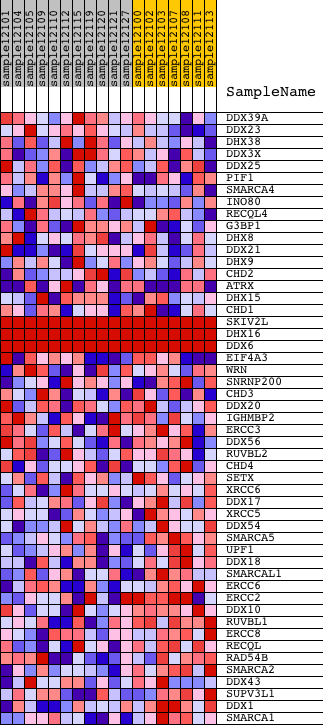 sample12101
sample12104
sample12105
sample12109
sample12110
sample12112
sample12115
sample12120
sample12127
sample12100
sample12102
sample12103
sample12107
sample12108
sample12111
SampleName
DDX39A
DDX23
DHX38
DDX3X
DDX25
PIF1
SMARCA4
INO80
RECQL4
G3BP1
DHX8
DDX21
DHX9
CHD2
ATRX
DHX15
CHD1
SKIV2L
DHX16
DDX6
EIF4A3
WRN
SNRNP200
CHD3
DDX20
IGHMBP2
ERCC3
DDX56
RUVBL2
CHD4
SETX
XRCC6
DDX17
XRCC5
DDX54
SMARCA5
UPF1
DDX18
SMARCAL1
ERCC6
ERCC2
DDX10
RUVBL1
ERCC8
RECQL
RAD54B
SMARCA2
DDX43
SUPV3L1
DDX1
SMARCA1